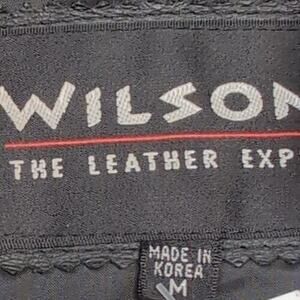 WILSON
THE LEATHER EXP
MADE IN
KOREA
M